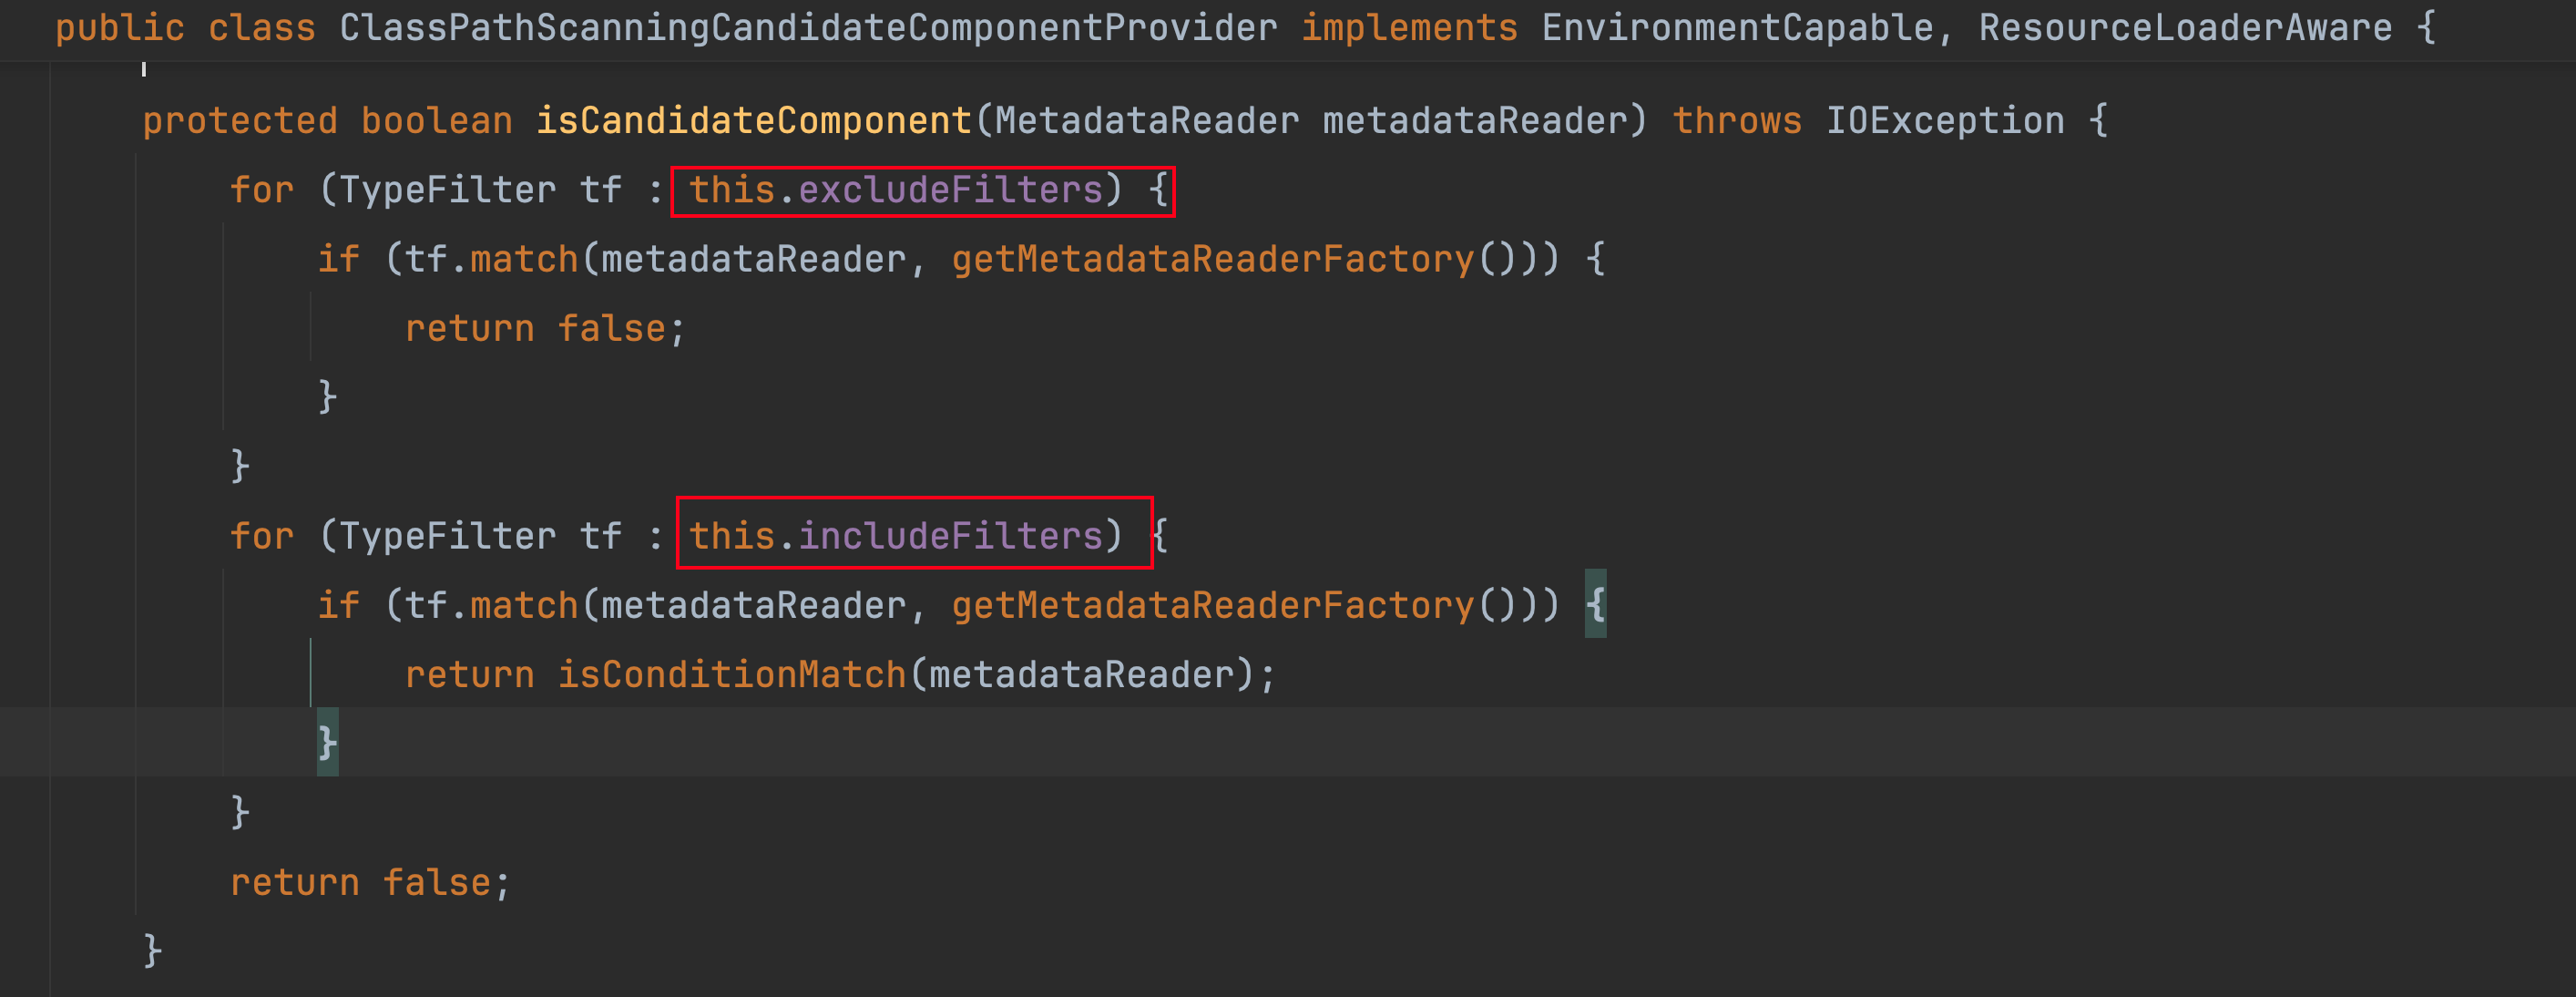 public class ClassPathScanningCandidateComponentProvider implements EnvironmentCapable, ResourceLoaderAware {
protected boolean isCandidateComponent(MetadataReader metadataReader) throws IOException {
for (TypeFilter tf : this.excludeFilters) {
if (tf.match(metadataReader, getMetadataReaderFactory())) {
return false;
}
}
for (TypeFilter tf : this.includeFilters) {
if (tf.match(metadataReader, getMetadataReaderFactory())) {
return isConditionMatch(metadataReader);
}
}
return false;
}